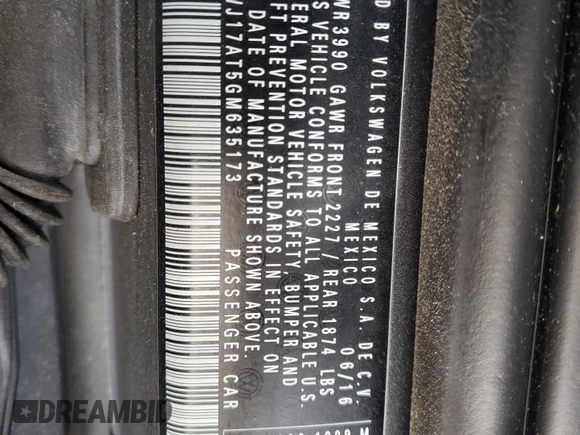 D BY VOLKSWAGEN DE MEXICO S.A. DE C.V.
MEXICO 06/16
WR 3990 GAWR FRONT 2227 / REAR 1874 LBS
S VEHICLE CONFORMS TO ALL APPLICABLE U.S.
ERAL MOTOR VEHICLE SAFETY, BUMPER AND
FT PREVENTION STANDARDS IN EFFECT ON
DATE OF MANUFACTURE SHOWN ABOVE.
VJ17AT5GM635173 PASSENGER CAR
DREAMBID